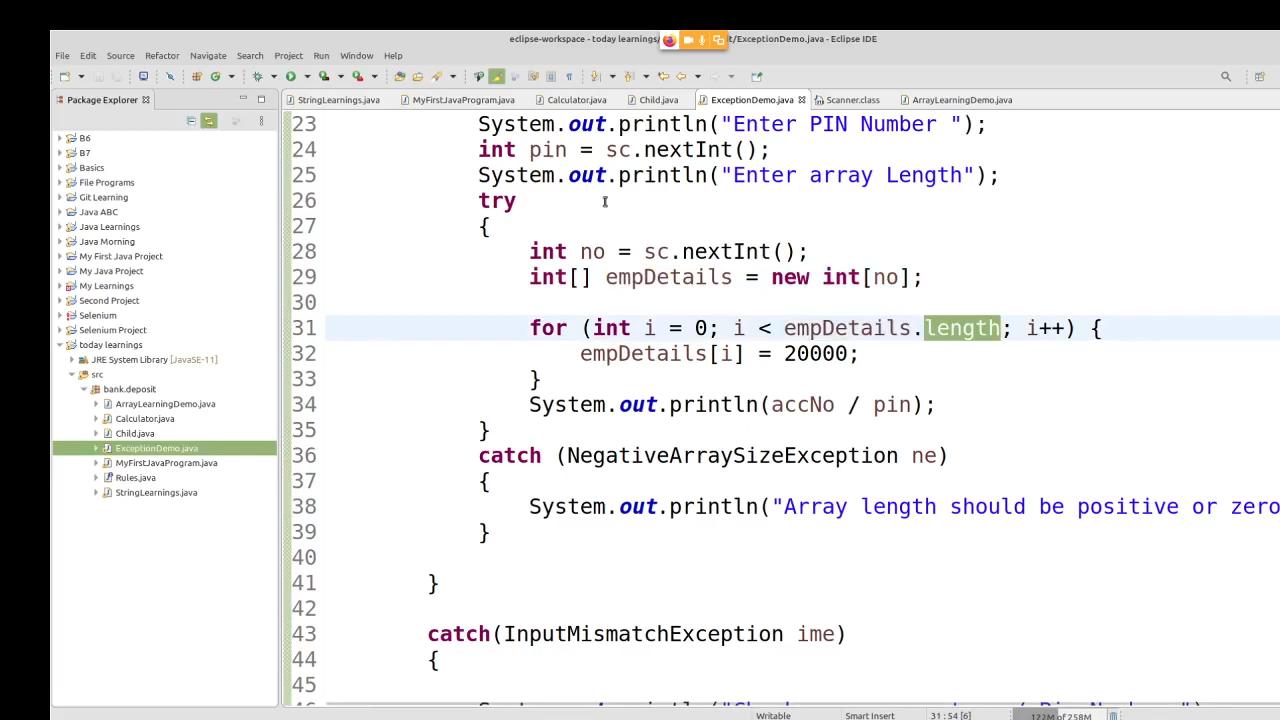 eclipse-workspace - today learnings/ t/ExceptionDemo.java - Eclipse IDE
File Edit Source Refactor Navigate Search Project Run Window Help
Package Explorer
StringLearnings.java MyFirstJavaProgram.java Calculator.java Child.java ExceptionDemo.java Scanner.class ArrayLearningDemo.java
B6
B7
Basics
File Programs
Git Learning
Java ABC
Java Learnings
Java Morning
My First Java Project
My Java Project
My Learnings
Second Project
Selenium
Selenium Project
today learnings
JRE System Library [JavaSE-11]
src
bank.deposit
ArrayLearningDemo.java
Calculator.java
Child.java
ExceptionDemo.java
MyFirstJavaProgram.java
Rules.java
StringLearnings.java
23 System.out.println("Enter PIN Number ");
24 int pin = sc.nextInt();
25 System.out.println("Enter array Length");
26 try
27 {
28 int no = sc.nextInt();
29 int[] empDetails = new int[no];
30
31 for (int i = 0; i < empDetails.length; i++) {
32 empDetails[i] = 20000;
33 }
34 System.out.println(accNo / pin);
35 }
36 catch (NegativeArraySizeException ne)
37 {
38 System.out.println("Array length should be positive or zero
39 }
40
41 }
42
43 catch(InputMismatchException ime)
44 {
45
Writable Smart Insert 31 : 54 [6] 122M of 258M